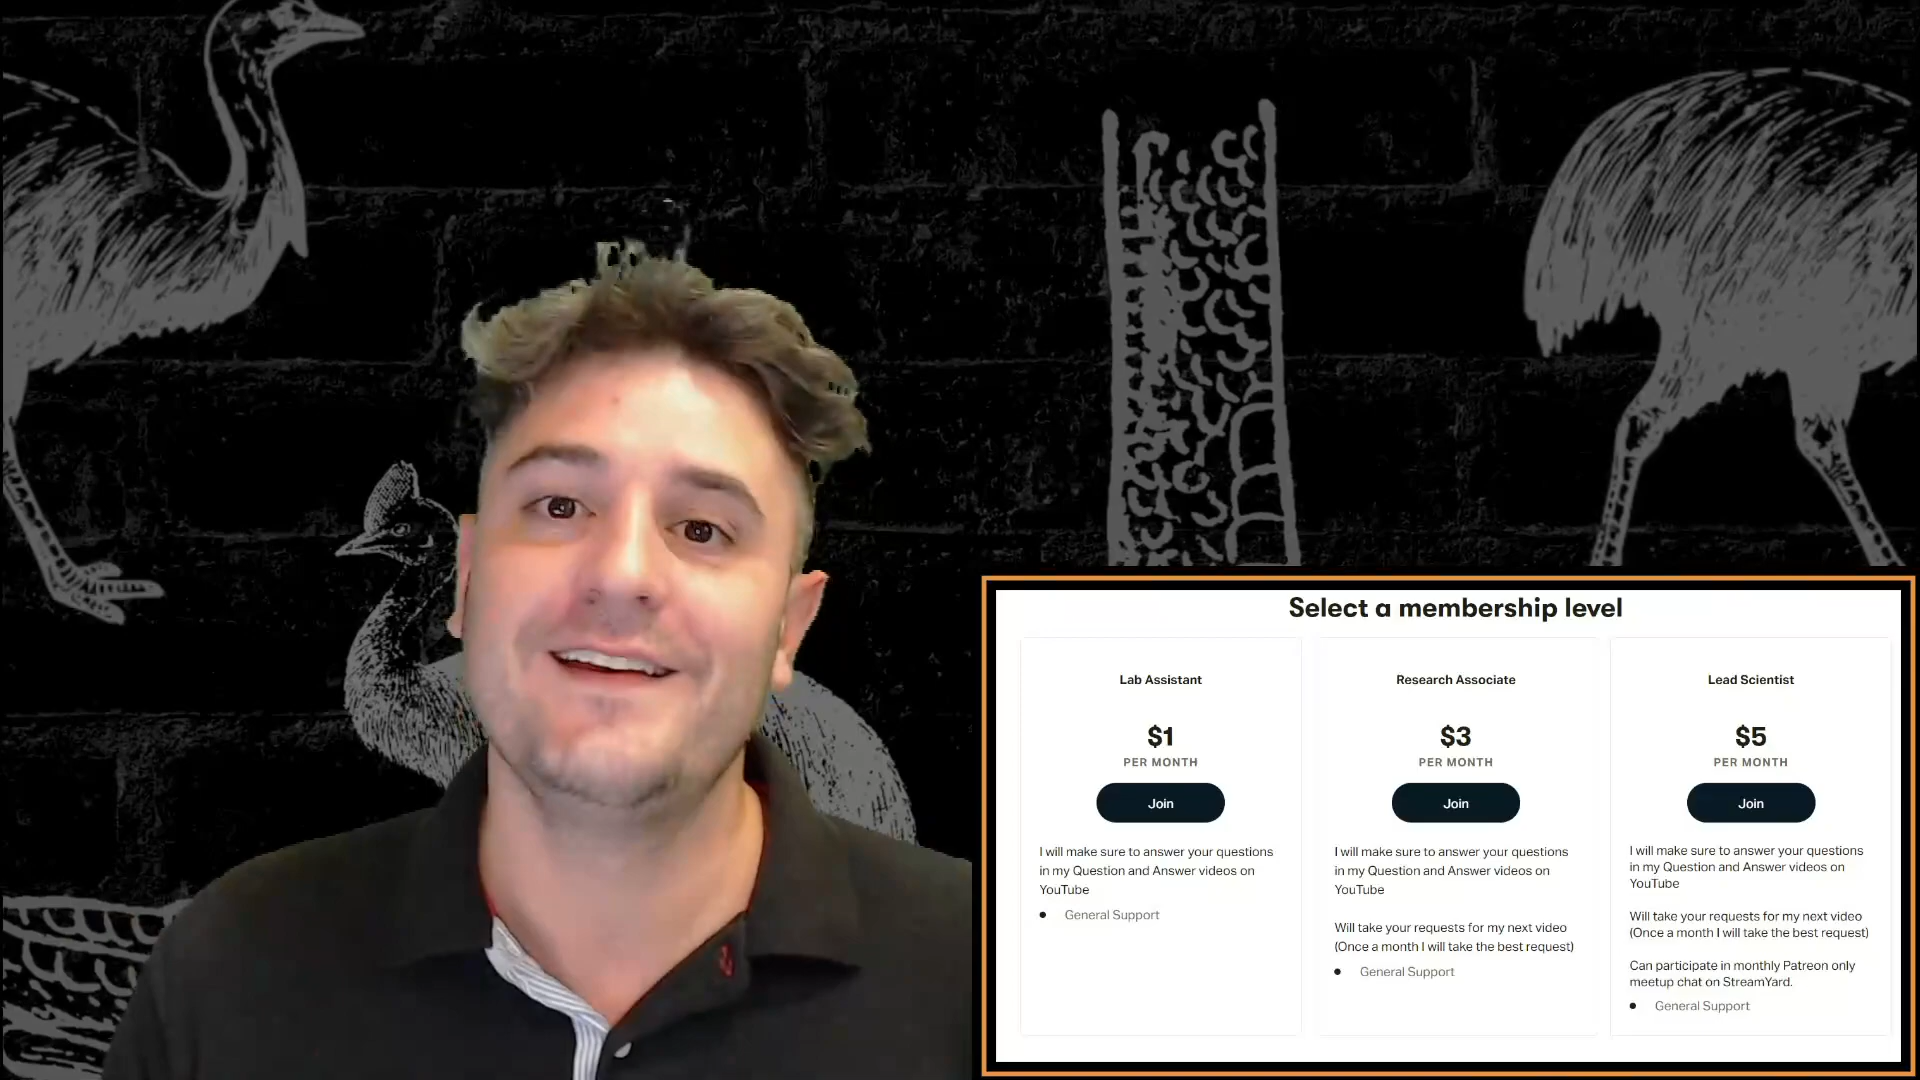 Select a membership level
Lab Assistant
$1
PER MONTH
Join
I will make sure to answer your questions
in my Question and Answer videos on
YouTube
General Support
Research Associate
$3
PER MONTH
Join
I will make sure to answer your questions
in my Question and Answer videos on
YouTube
Will take your requests for my next video
(Once a month I will take the best request)
General Support
Lead Scientist
$5
PER MONTH
Join
I will make sure to answer your questions
in my Question and Answer videos on
YouTube
Will take your requests for my next video
(Once a month I will take the best request)
Can participate in monthly Patreon only
meetup chat on StreamYard.
General Support